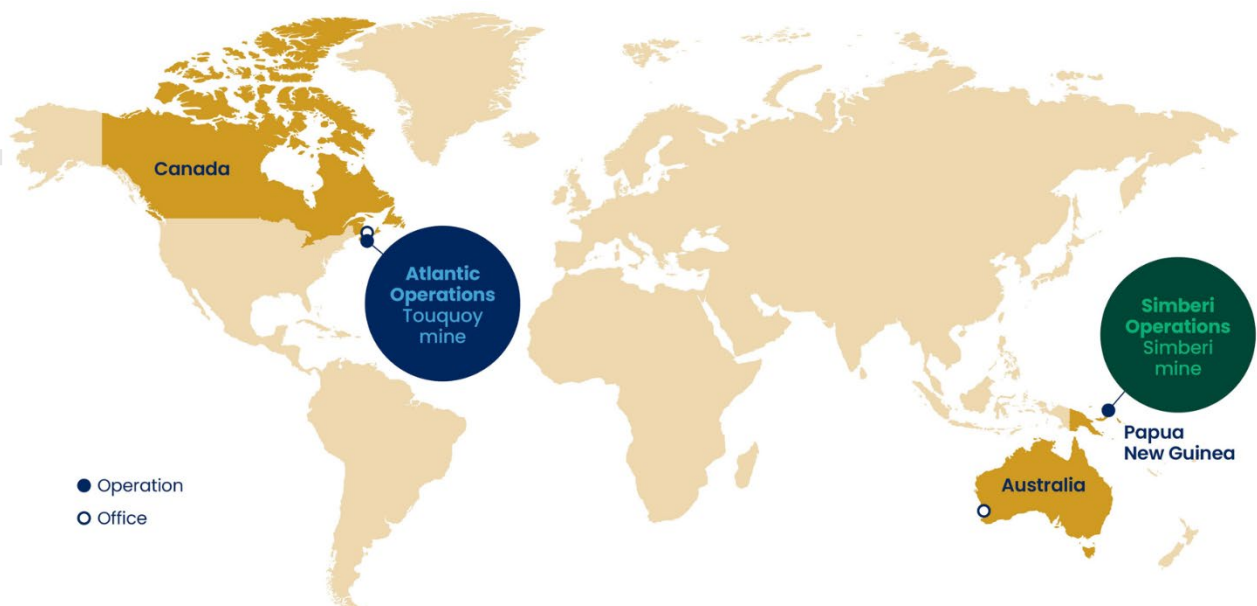 Canada
Atlantic
Operations
Touquoy
mine
Simberi
Operations
Simberi
mine
Papua
New Guinea
Australia
Operation
Office